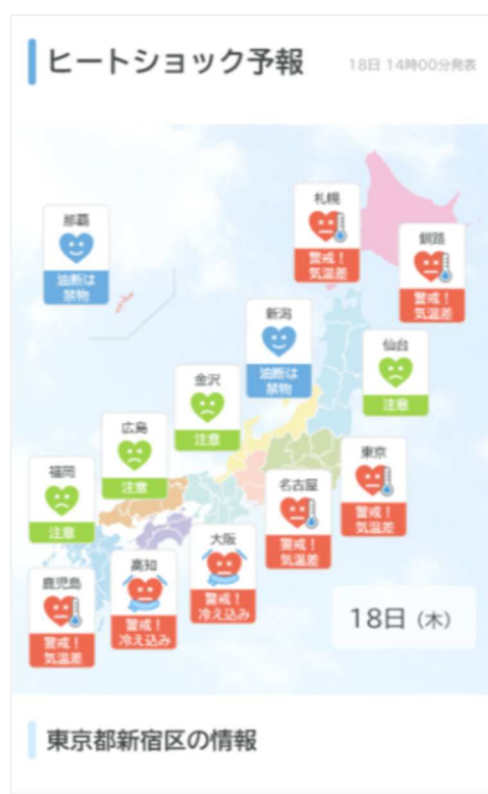 ヒートショック予報
18日 14時00分発表
札幌
警戒！
気温差
那覇
油断は
禁物
釧路
警戒！
気温差
新潟
油断は
禁物
仙台
注意
金沢
注意
広島
注意
東京
警戒！
気温差
福岡
注意
名古屋
警戒！
気温差
大阪
警戒！
冷え込み
高知
警戒！
冷え込み
鹿児島
警戒！
気温差
18日（木）
東京都新宿区の情報